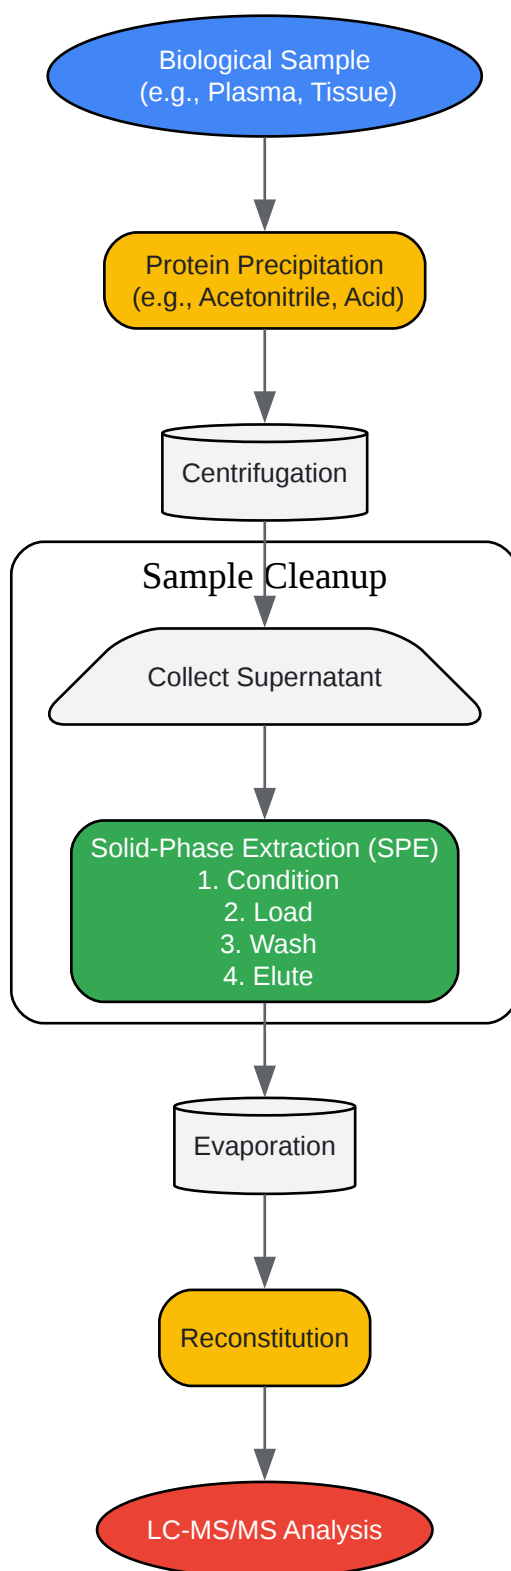 Biological Sample
(e.g., Plasma, Tissue)
Protein Precipitation
(e.g., Acetonitrile, Acid)
Centrifugation
Sample Cleanup
Collect Supernatant
Solid-Phase Extraction (SPE)
1. Condition
2. Load
3. Wash
4. Elute
Evaporation
Reconstitution
LC-MS/MS Analysis